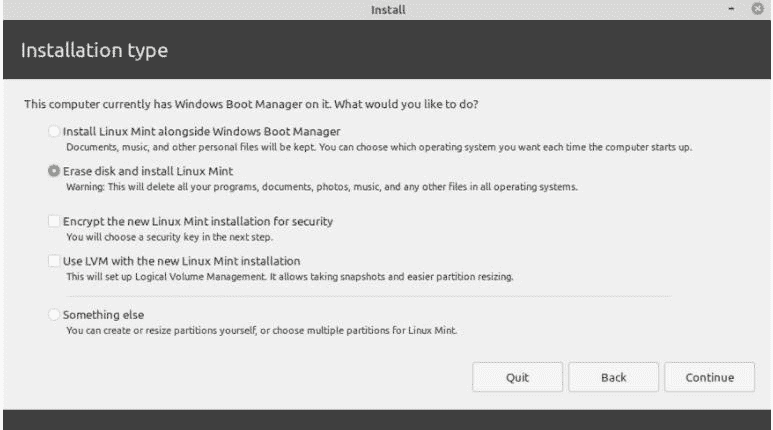 Install
Installation type
This computer currently has Windows Boot Manager on it. What would you like to do?
Install Linux Mint alongside Windows Boot Manager
Documents, music, and other personal files will be kept. You can choose which operating system you want each time the computer starts up.
Erase disk and install Linux Mint
Warning: This will delete all your programs, documents, photos, music, and any other files in all operating systems.
Encrypt the new Linux Mint installation for security
You will choose a security key in the next step.
Use LVM with the new Linux Mint installation
This will set up Logical Volume Management. It allows taking snapshots and easier partition resizing.
Something else
You can create or resize partitions yourself, or choose multiple partitions for Linux Mint.
Quit Back Continue